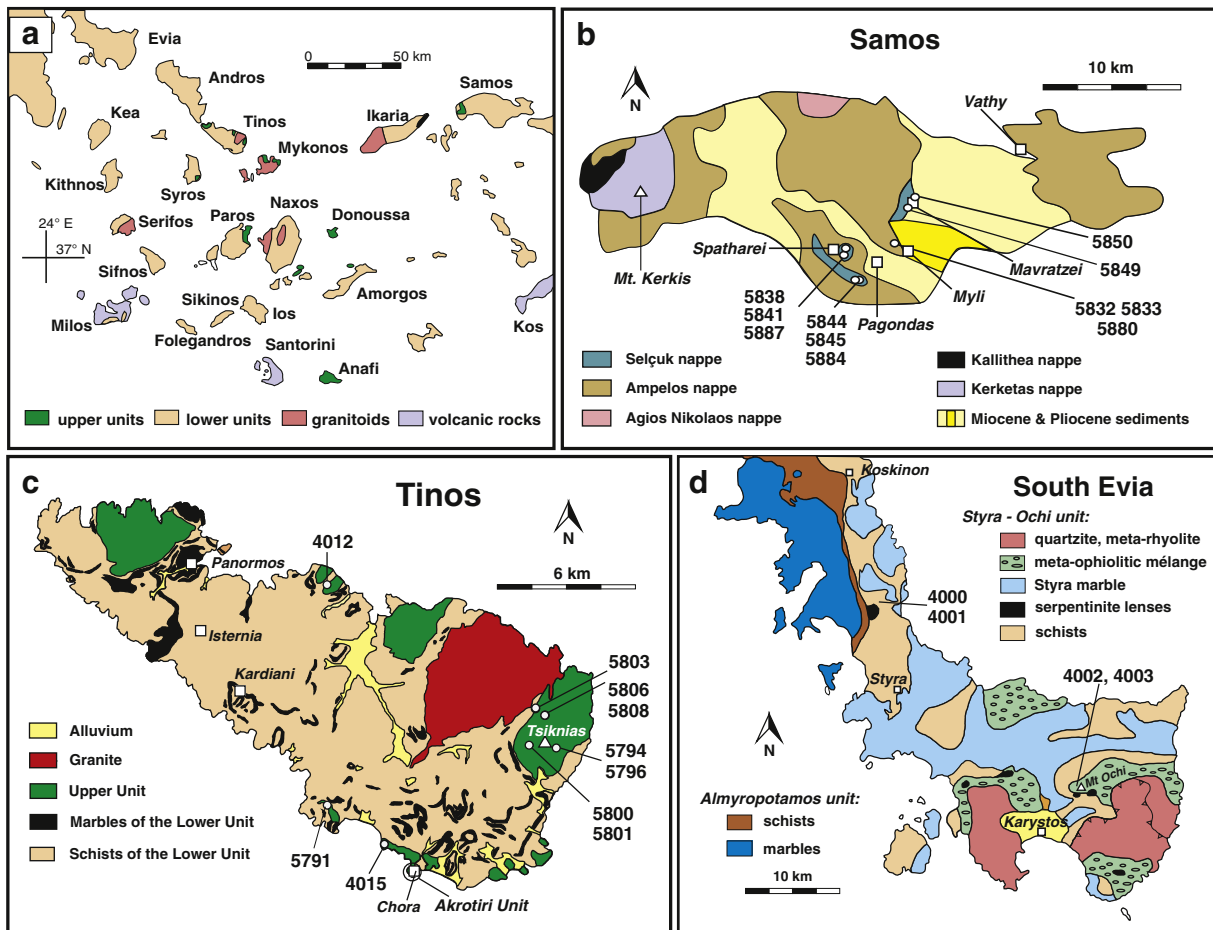 a
Evia
Andros
0 50 km
Samos
Kea
Tinos
Ikaria
Mykonos
Kithnos
Syros
Serifos
Paros
Naxos
Donoussa
24° E
37° N
Sifnos
Sikinos
Ios
Amorgos
Milos
Folegandros
Santorini
Kos
Anafi
upper units
lower units
granitoids
volcanic rocks
b
Samos
10 km
N
Vathy
Mt. Kerkis
Spatharei
5850
Mavratzei
5849
Myli
Pagondas
5838
5841
5887
5844
5845
5884
5832 5833
5880
Selçuk nappe
Ampelos nappe
Agios Nikolaos nappe
Kallithea nappe
Kerketas nappe
Miocene & Pliocene sediments
c
Tinos
N
6 km
4012
Panormos
Isternia
Kardiani
5803
5806
5808
Tsiknias
5794
5796
5800
5801
5791
4015
Chora
Akrotiri Unit
Alluvium
Granite
Upper Unit
Marbles of the Lower Unit
Schists of the Lower Unit
d
South Evia
Koskinon
Styra - Ochi unit:
quartzite, meta-rhyolite
meta-ophiolitic mélange
Styra marble
serpentinite lenses
schists
4000
4001
Styra
4002, 4003
N
Mt Ochi
Karystos
Almyropotamos unit:
schists
marbles
10 km